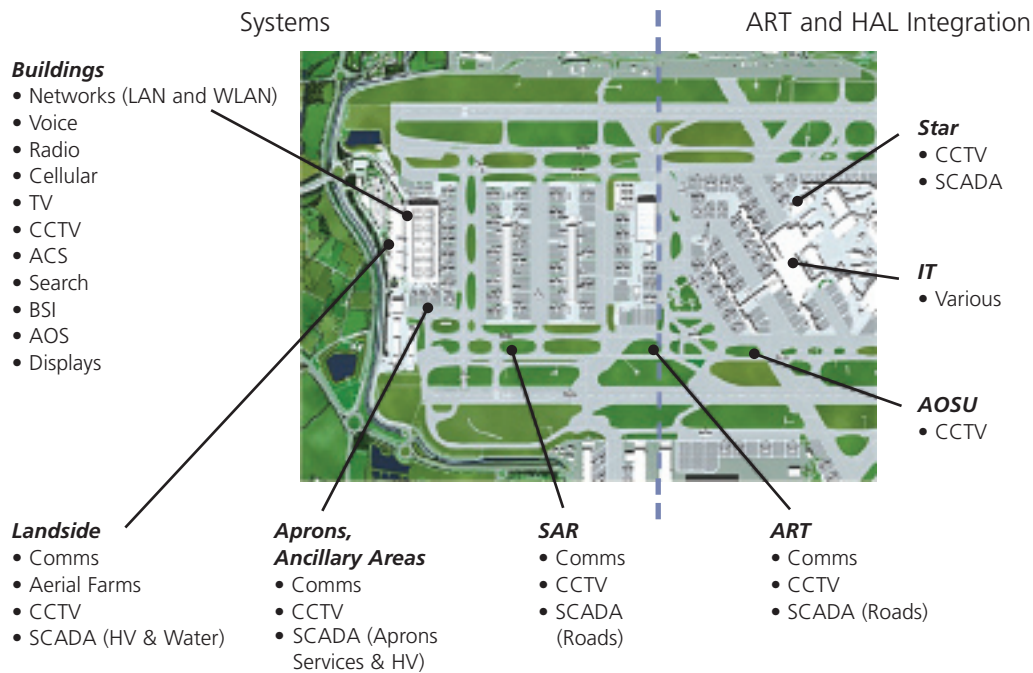 Systems
ART and HAL Integration
Buildings
• Networks (LAN and WLAN)
• Voice
• Radio
• Cellular
• TV
• CCTV
• ACS
• Search
• BSI
• AOS
• Displays
Star
• CCTV
• SCADA
IT
• Various
AOSU
• CCTV
Landside
• Comms
• Aerial Farms
• CCTV
• SCADA (HV & Water)
Aprons,
Ancillary Areas
• Comms
• CCTV
• SCADA (Aprons
Services & HV)
SAR
• Comms
• CCTV
• SCADA
(Roads)
ART
• Comms
• CCTV
• SCADA (Roads)